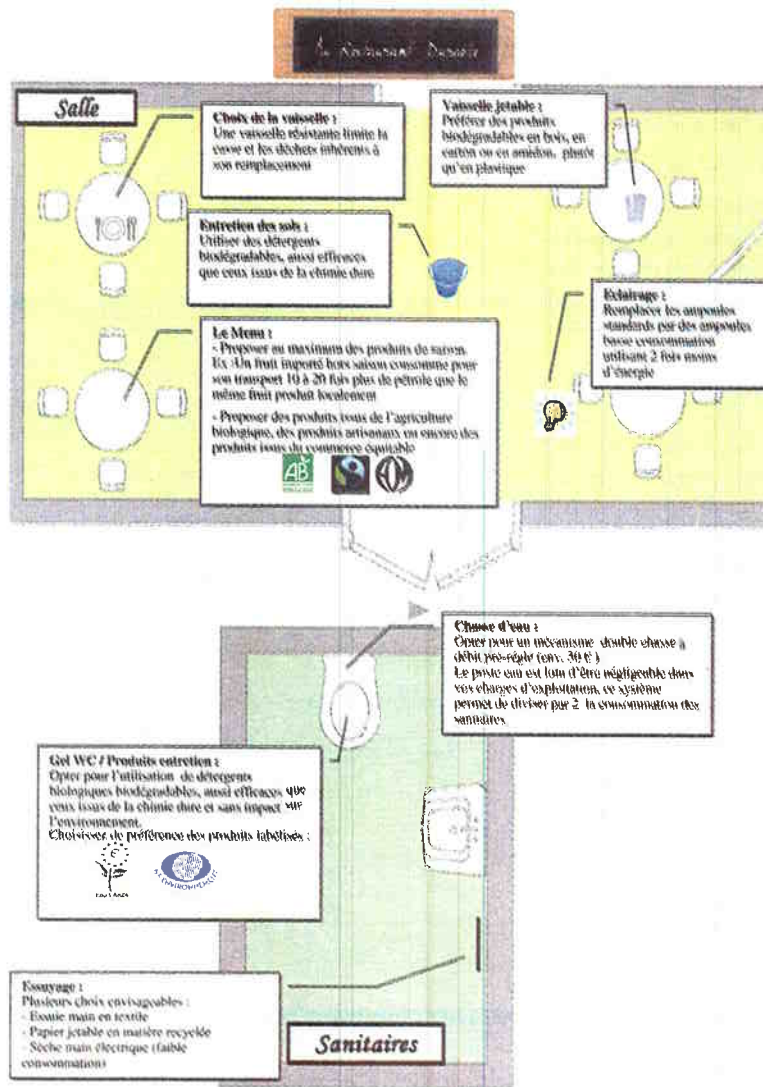 Le Restaurant Durable
Salle
Choix de la vaisselle :
Une vaisselle résistante limite la
casse et les déchets inhérents à
son remplacement
Vaisselle jetable :
Préférer des produits
biodégradables en bois, en
carton ou en amidon, plutôt
qu'en plastique
Entretien des sols :
Utiliser des détergents
biodégradables, aussi efficaces
que ceux issus de la chimie dure
Eclairage :
Remplacer les ampoules
standards par des ampoules
basse consommation
utilisant 2 fois moins
d'énergie
Le Menu :
- Proposer au maximum des produits de saison
Ex :Un fruit importé hors saison consomme pour
son transport 10 à 20 fois plus de pétrole que le
même fruit produit localement
- Proposer des produits issus de l'agriculture
biologique, des produits artisanaux ou encore des
produits issus du commerce équitable
AB
Chasse d'eau :
Opter pour un mécanisme double chasse à
débit pré-réglé (env. 30 €)
Le poste eau est loin d'être négligeable dans
vos charges d'exploitation, ce système
permet de diviser par 2 la consommation des
sanitaires
Gel WC / Produits entretien :
Opter pour l'utilisation de détergents
biologiques biodégradables, aussi efficaces que
ceux issus de la chimie dure et sans impact sur
l'environnement.
Choisisser de préférence des produits labélisés :
ENVIRONNEMENT
Essuyage :
Plusieurs choix envisageables :
- Essuie main en textile
- Papier jetable en matière recyclée
- Sèche main électrique (faible
consommation)
Sanitaires